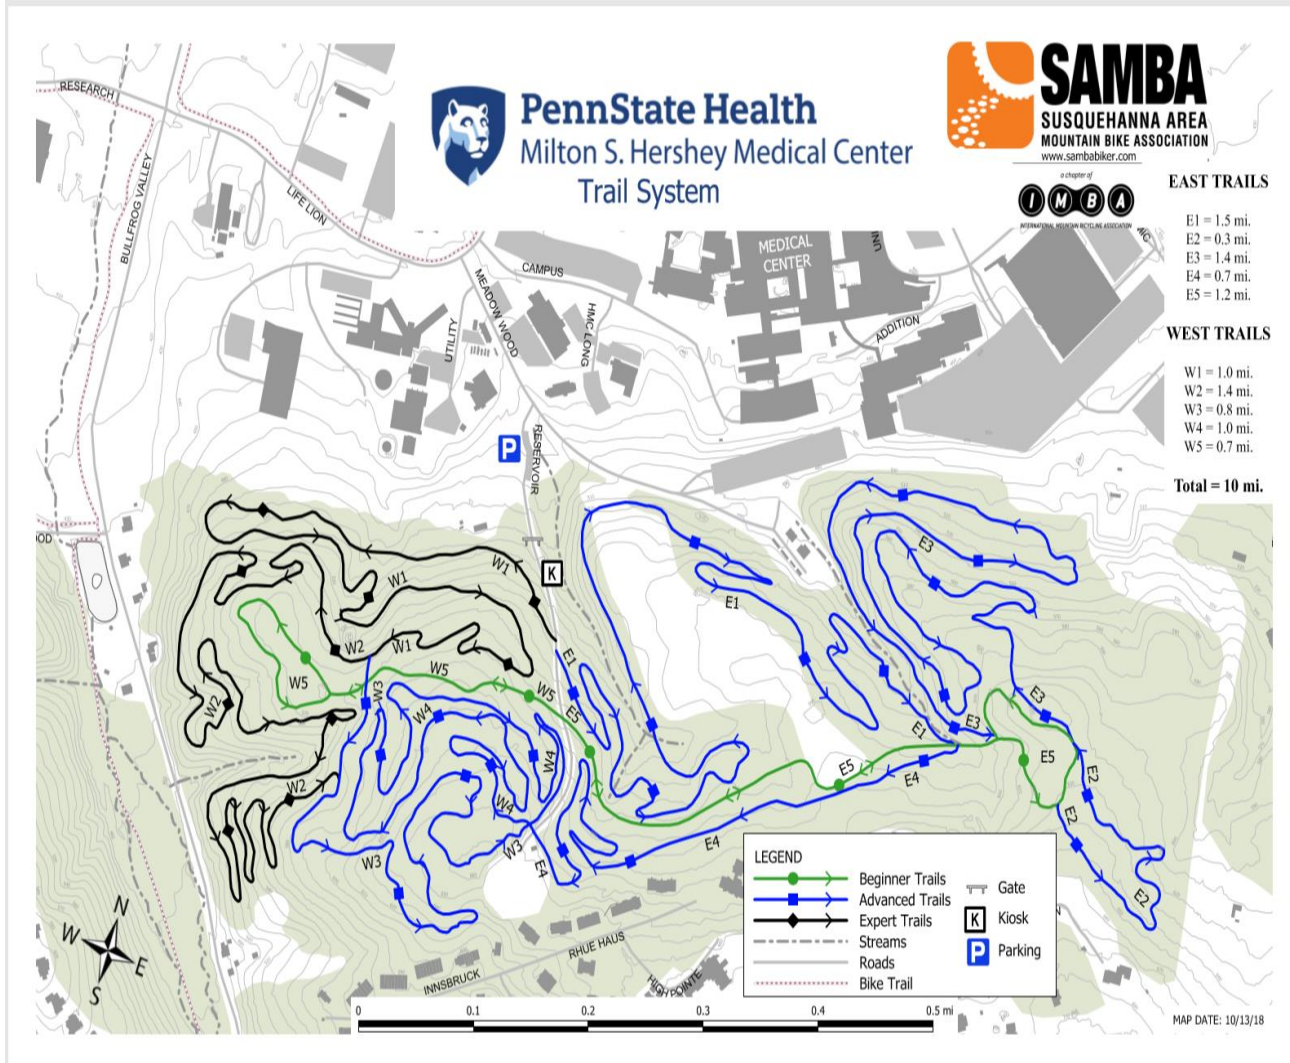 PennState Health
Milton S. Hershey Medical Center
Trail System
SAMBA
SUSQUEHANNA AREA
MOUNTAIN BIKE ASSOCIATION
www.sambabiker.com
a chapter of
IMBA
INTERNATIONAL MOUNTAIN BICYCLING ASSOCIATION
EAST TRAILS
E1 = 1.5 mi.
E2 = 0.3 mi.
E3 = 1.4 mi.
E4 = 0.7 mi.
E5 = 1.2 mi.
WEST TRAILS
W1 = 1.0 mi.
W2 = 1.4 mi.
W3 = 0.8 mi.
W4 = 1.0 mi.
W5 = 0.7 mi.
Total = 10 mi.
RESEARCH
BULLFROG VALLEY
LIFE LION
CAMPUS
MEADOW WOOD
UTILITY
HMC LONG
MEDICAL
CENTER
ADDITION
RESERVOIR
P
K
W1
W1
W1
W2
W2
W2
W3
W3
W3
W4
W4
W4
W5
W5
W5
E1
E1
E1
E2
E2
E2
E3
E3
E3
E4
E4
E4
E5
E5
E5
INNSBRUCK
RHUE HAUS
HIGH POINTE
N
W
E
S
LEGEND
Beginner Trails
Advanced Trails
Expert Trails
Streams
Roads
Bike Trail
Gate
K Kiosk
P Parking
0 0.1 0.2 0.3 0.4 0.5 mi
MAP DATE: 10/13/18